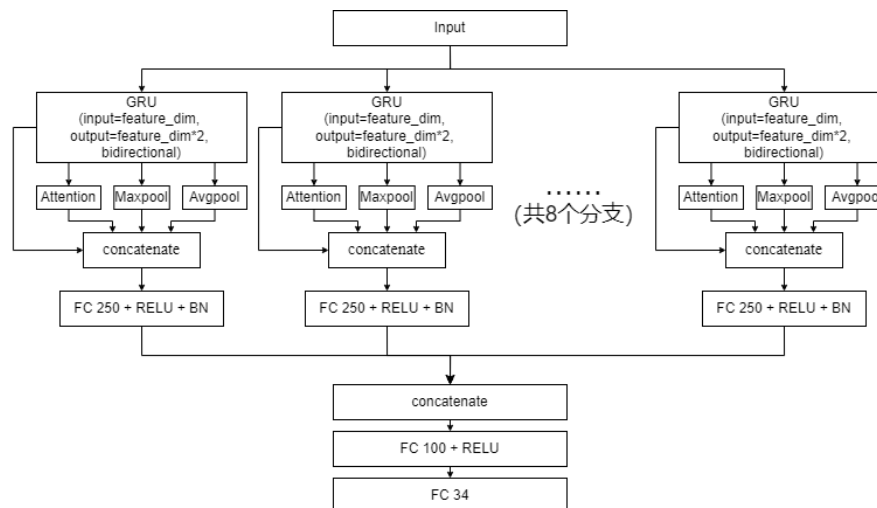 Input
GRU
(input=feature_dim,
output=feature_dim*2,
bidirectional)
GRU
(input=feature_dim,
output=feature_dim*2,
bidirectional)
GRU
(input=feature_dim,
output=feature_dim*2,
bidirectional)
Attention
Maxpool
Avgpool
Attention
Maxpool
Avgpool
......
(共8个分支)
Attention
Maxpool
Avgpool
concatenate
concatenate
concatenate
FC 250 + RELU + BN
FC 250 + RELU + BN
FC 250 + RELU + BN
concatenate
FC 100 + RELU
FC 34